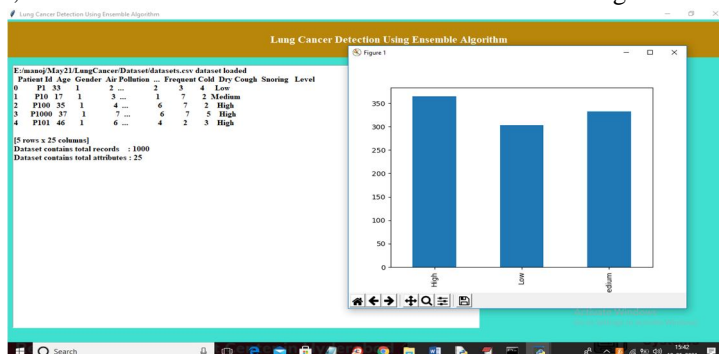 Lung Cancer Detection Using Ensemble Algorithm
Lung Cancer Detection Using Ensemble Algorithm
E:/manoj/May21/LungCancer/Dataset/datasets.csv dataset loaded
Patient Id Age Gender Air Pollution ... Frequent Cold Dry Cough Snoring Level
0 P1 33 1 2 ... 2 3 4 Low
1 P10 17 1 3 ... 1 7 2 Medium
2 P100 35 1 4 ... 6 7 2 High
3 P1000 37 1 7 ... 6 7 5 High
4 P101 46 1 6 ... 4 2 3 High
[5 rows x 25 columns]
Dataset contains total records : 1000
Dataset contains total attributes : 25
Figure 1
350
300
250
200
150
100
50
0
High
Low
edium
Search
15:42